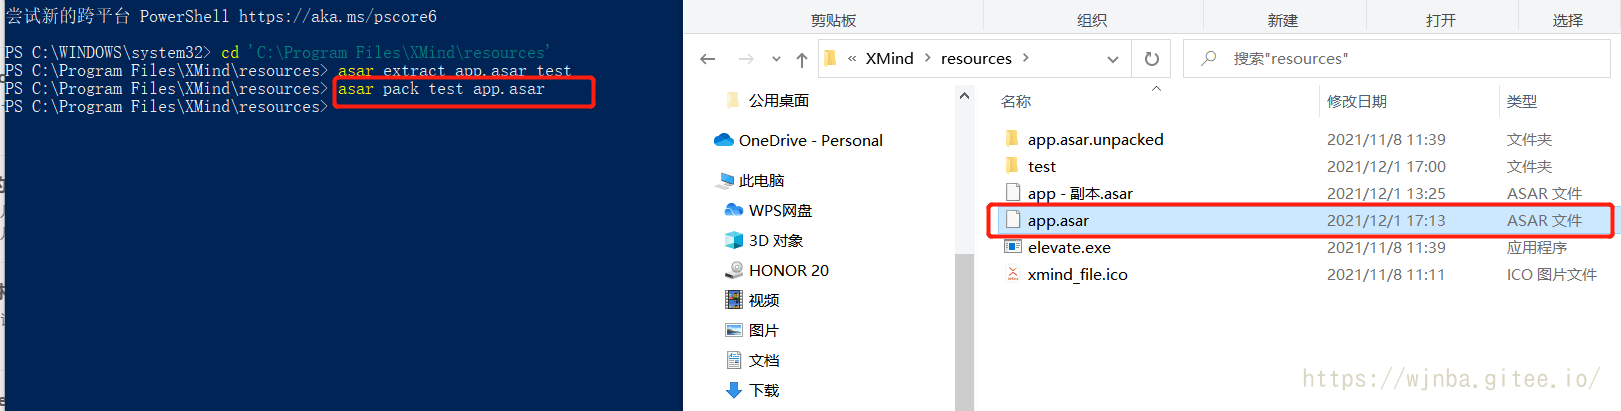 尝试新的跨平台 PowerShell https://aka.ms/pscore6
PS C:\WINDOWS\system32> cd 'C:\Program Files\XMind\resources'
PS C:\Program Files\XMind\resources> asar extract app.asar test
PS C:\Program Files\XMind\resources> asar pack test app.asar
PS C:\Program Files\XMind\resources>
剪贴板 组织 新建 打开 选择
« XMind › resources › 搜索"resources"
公用桌面
OneDrive - Personal
此电脑
WPS网盘
3D 对象
HONOR 20
视频
图片
文档
下载
名称 修改日期 类型
app.asar.unpacked 2021/11/8 11:39 文件夹
test 2021/12/1 17:00 文件夹
app - 副本.asar 2021/12/1 13:25 ASAR 文件
app.asar 2021/12/1 17:13 ASAR 文件
elevate.exe 2021/11/8 11:39 应用程序
xmind_file.ico 2021/11/8 11:11 ICO 图片文件
https://wjnba.gitee.io/